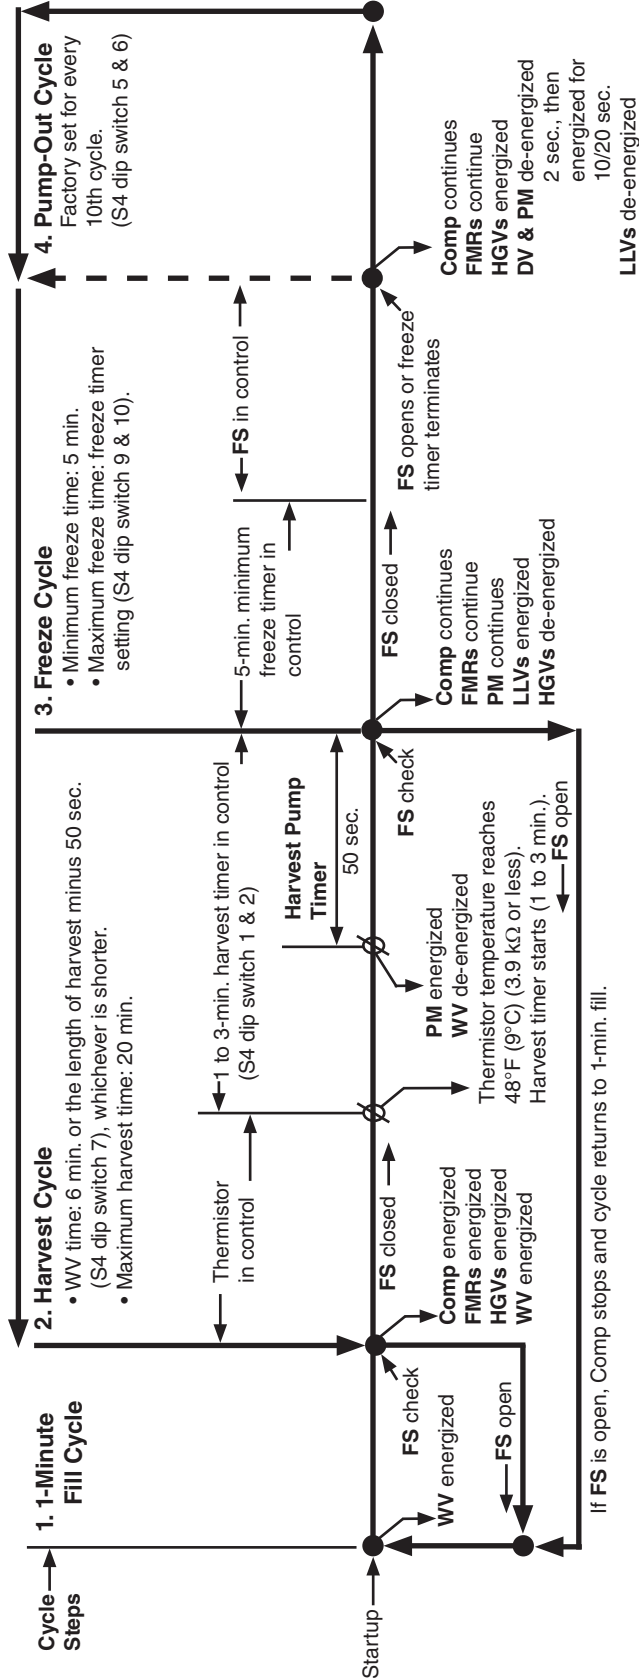 Cycle
Steps
1. 1-Minute
Fill Cycle
2. Harvest Cycle
• WV time: 6 min. or the length of harvest minus 50 sec.
(S4 dip switch 7), whichever is shorter.
• Maximum harvest time: 20 min.
3. Freeze Cycle
• Minimum freeze time: 5 min.
• Maximum freeze time: freeze timer
setting (S4 dip switch 9 & 10).
4. Pump-Out Cycle
Factory set for every
10th cycle.
(S4 dip switch 5 & 6)
Thermistor
in control
1 to 3-min. harvest timer in control
(S4 dip switch 1 & 2)
Harvest Pump
Timer
50 sec.
5-min. minimum
freeze timer in
control
FS in control
Startup
WV energized
FS check
FS open
FS closed
Comp energized
FMRs energized
HGVs energized
WV energized
Thermistor temperature reaches
48°F (9°C) (3.9 kΩ or less).
Harvest timer starts (1 to 3 min.).
PM energized
WV de-energized
FS check
FS open
FS closed
Comp continues
FMRs continue
PM continues
LLVs energized
HGVs de-energized
FS opens or freeze
timer terminates
Comp continues
FMRs continue
HGVs energized
DV & PM de-energized
2 sec., then
energized for
10/20 sec.
LLVs de-energized
If FS is open, Comp stops and cycle returns to 1-min. fill.